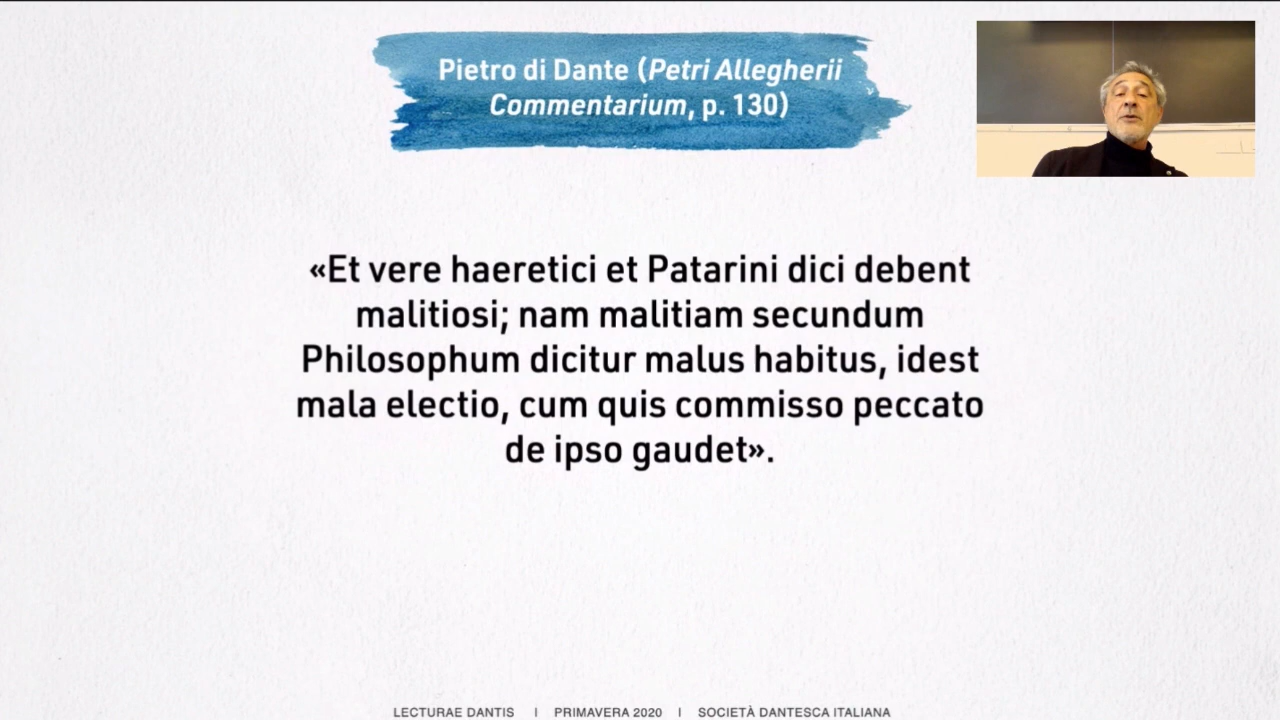 Pietro di Dante (Petri Allegherii
Commentarium, p. 130)
«Et vere haeretici et Patarini dici debent
malitiosi; nam malitiam secundum
Philosophum dicitur malus habitus, idest
mala electio, cum quis commisso peccato
de ipso gaudet».
LECTURAE DANTIS | PRIMAVERA 2020 | SOCIETÀ DANTESCA ITALIANA